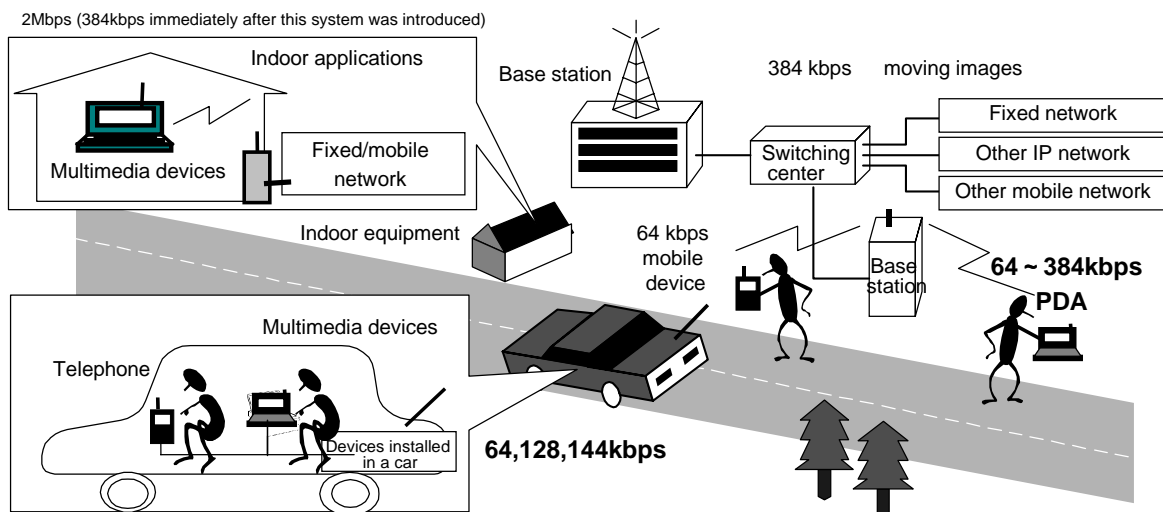 2Mbps (384kbps immediately after this system was introduced)
Indoor applications
Multimedia devices
Fixed/mobile
network
Base station
384 kbps moving images
Switching
center
Fixed network
Other IP network
Other mobile network
Indoor equipment
64 kbps
mobile
device
Base
station
64 ~ 384kbps
PDA
Multimedia devices
Telephone
Devices installed
in a car
64,128,144kbps